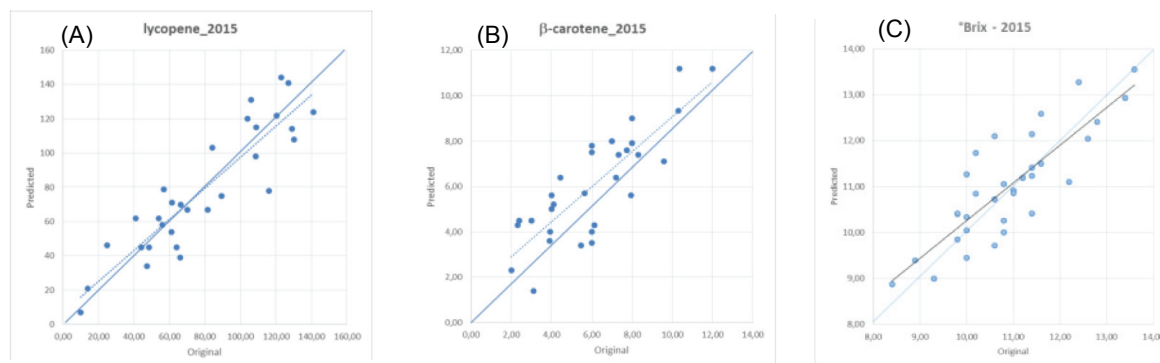 (A) lycopene_2015
160
140
120
100
80
60
40
20
0
0,00 20,00 40,00 60,00 80,00 100,00 120,00 140,00 160,00
Predicted
Original
(B) β-carotene_2015
12,00
10,00
8,00
6,00
4,00
2,00
0,00
0,00 2,00 4,00 6,00 8,00 10,00 12,00 14,00
Predicted
Original
(C) °Brix - 2015
14,00
13,00
12,00
11,00
10,00
9,00
8,00
8,00 9,00 10,00 11,00 12,00 13,00 14,00
Predicted
Original